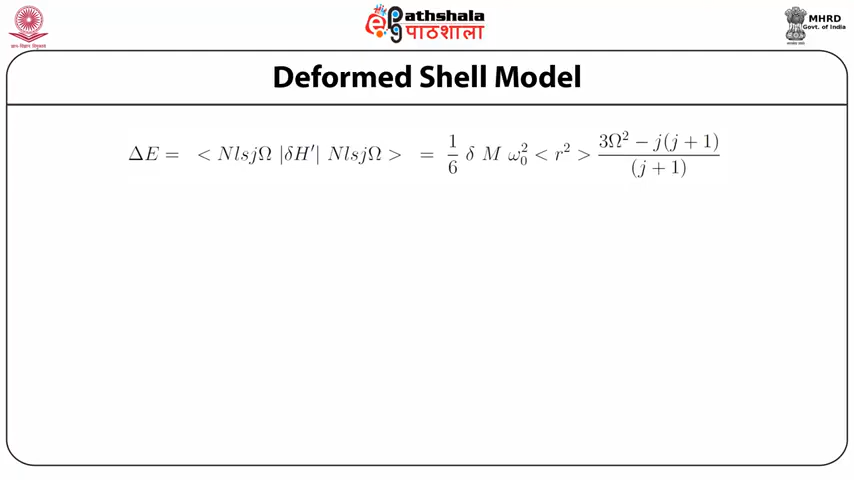 ePathshala
पाठशाला
MHRD
Govt. of India
Deformed Shell Model
ΔE = < NlsjΩ |δH′| NlsjΩ > = 1/6 δ M ω₀² < r² > (3Ω² − j(j + 1))/(j + 1)